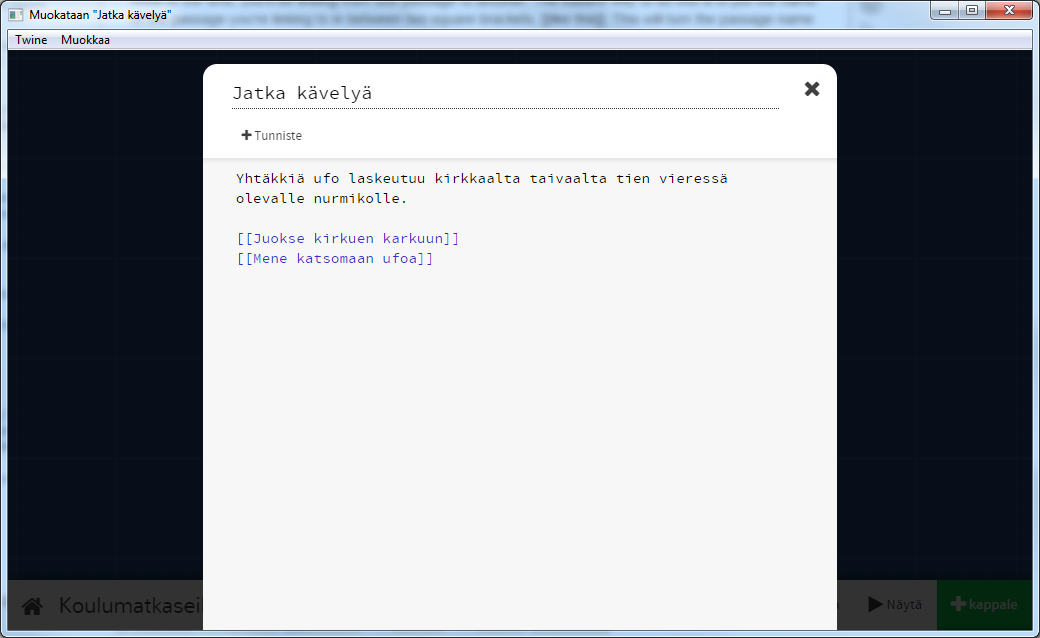 Muokataan "Jatka kävelyä"
Twine Muokkaa
Jatka kävelyä
Tunniste
Yhtäkkiä ufo laskeutuu kirkkaalta taivaalta tien vieressä
olevalle nurmikolle.
[[Juokse kirkuen karkuun]]
[[Mene katsomaan ufoa]]
Koulumatkasei
Näytä
kappale